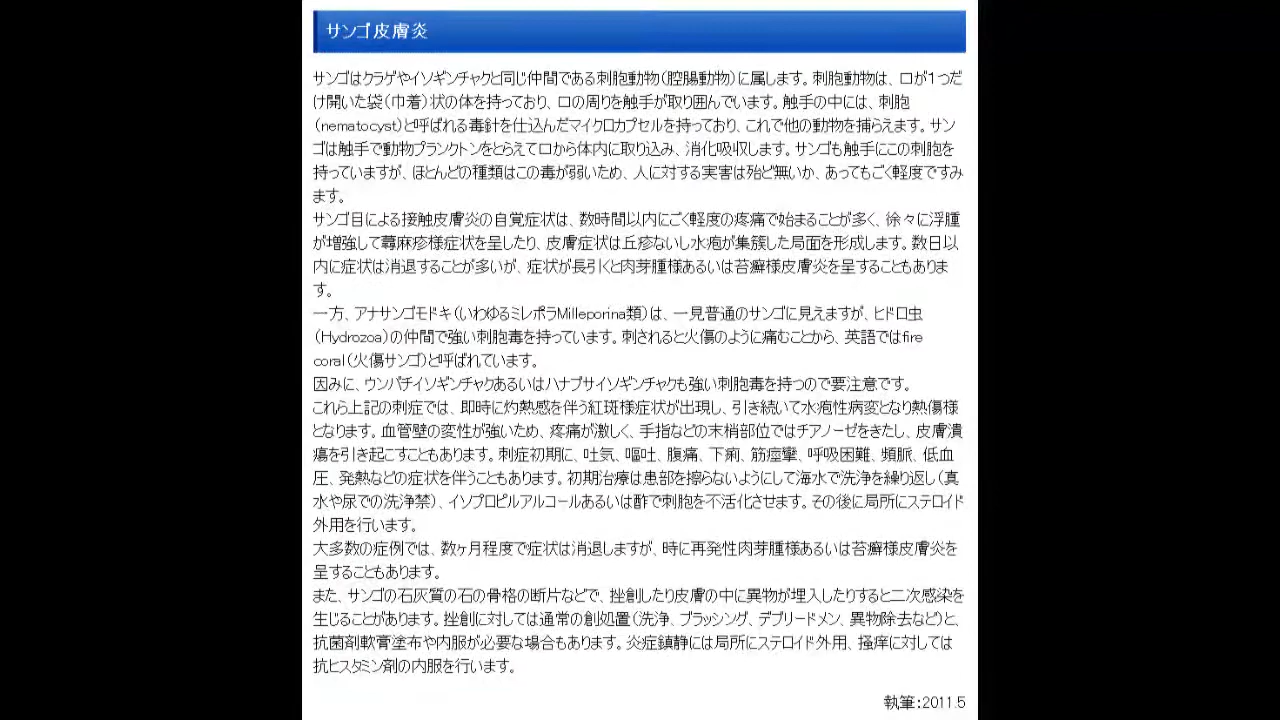 サンゴ皮膚炎
サンゴはクラゲやイソギンチャクと同じ仲間である刺胞動物（腔腸動物）に属します。刺胞動物は、口が１つだ
け開いた袋（巾着）状の体を持っており、口の周りを触手が取り囲んでいます。触手の中には、刺胞
（nematocyst）と呼ばれる毒針を仕込んだマイクロカプセルを持っており、これで他の動物を捕らえます。サン
ゴは触手で動物プランクトンをとらえて口から体内に取り込み、消化吸収します。サンゴも触手にこの刺胞を
持っていますが、ほとんどの種類はこの毒が弱いため、人に対する実害は殆ど無いか、あってもごく軽度ですみ
ます。
サンゴ目による接触皮膚炎の自覚症状は、数時間以内にごく軽度の疼痛で始まることが多く、徐々に浮腫
が増強して蕁麻疹様症状を呈したり、皮膚症状は丘疹ないし水疱が集簇した局面を形成します。数日以
内に症状は消退することが多いが、症状が長引くと肉芽腫様あるいは苔癬様皮膚炎を呈することもありま
す。
一方、アナサンゴモドキ（いわゆるミレポラMilleporina類）は、一見普通のサンゴに見えますが、ヒドロ虫
（Hydrozoa）の仲間で強い刺胞毒を持っています。刺されると火傷のように痛むことから、英語ではfire
coral（火傷サンゴ）と呼ばれています。
因みに、ウンバチイソギンチャクあるいはハナブサイソギンチャクも強い刺胞毒を持つので要注意です。
これら上記の刺症では、即時に灼熱感を伴う紅斑様症状が出現し、引き続いて水疱性病変となり熱傷様
となります。血管壁の変性が強いため、疼痛が激しく、手指などの末梢部位ではチアノーゼをきたし、皮膚潰
瘍を引き起こすこともあります。刺症初期に、吐気、嘔吐、腹痛、下痢、筋痙攣、呼吸困難、頻脈、低血
圧、発熱などの症状を伴うこともあります。初期治療は患部を擦らないようにして海水で洗浄を繰り返し（真
水や尿での洗浄禁）、イソプロピルアルコールあるいは酢で刺胞を不活化させます。その後に局所にステロイド
外用を行います。
大多数の症例では、数ヶ月程度で症状は消退しますが、時に再発性肉芽腫様あるいは苔癬様皮膚炎を
呈することもあります。
また、サンゴの石灰質の石の骨格の断片などで、挫創したり皮膚の中に異物が埋入したりすると二次感染を
生じることがあります。挫創に対しては通常の創処置（洗浄、ブラッシング、デブリードメン、異物除去など）と、
抗菌剤軟膏塗布や内服が必要な場合もあります。炎症鎮静には局所にステロイド外用、掻痒に対しては
抗ヒスタミン剤の内服を行います。
執筆：2011.5